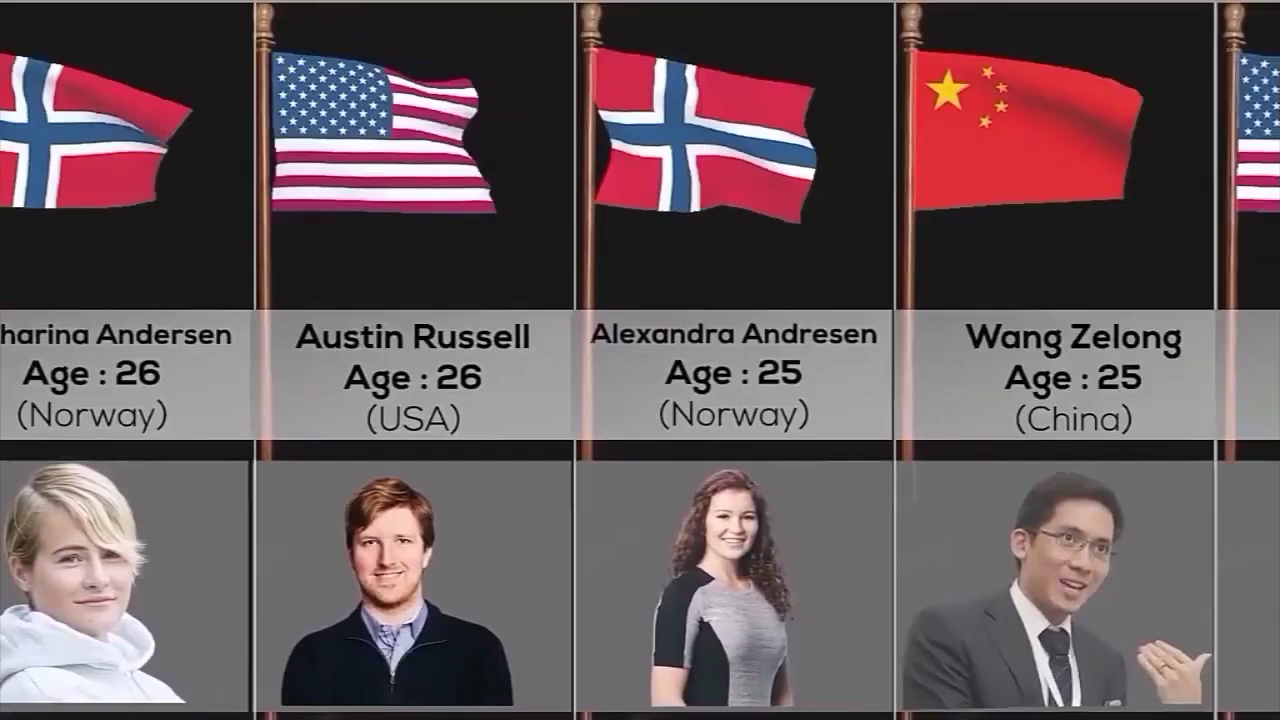 harina Andersen
Age : 26
(Norway)
Austin Russell
Age : 26
(USA)
Alexandra Andresen
Age : 25
(Norway)
Wang Zelong
Age : 25
(China)